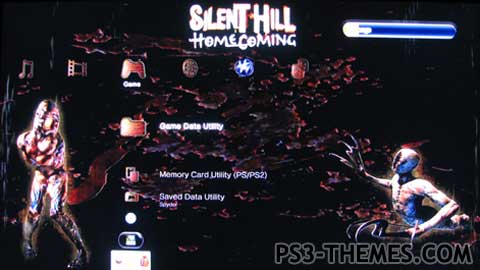 SILENT HILL
HOMECOMING
Game
Game Data Utility
Memory Card Utility (PS/PS2)
Saved Data Utility
PS3-THEMES.COM